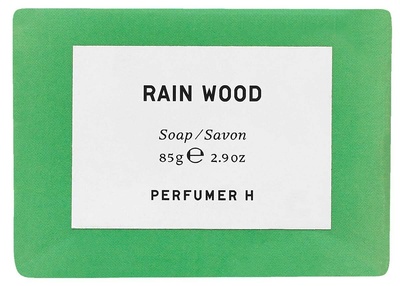 RAIN WOOD
Soap/Savon
85g ℮ 2.9oz
PERFUMER H